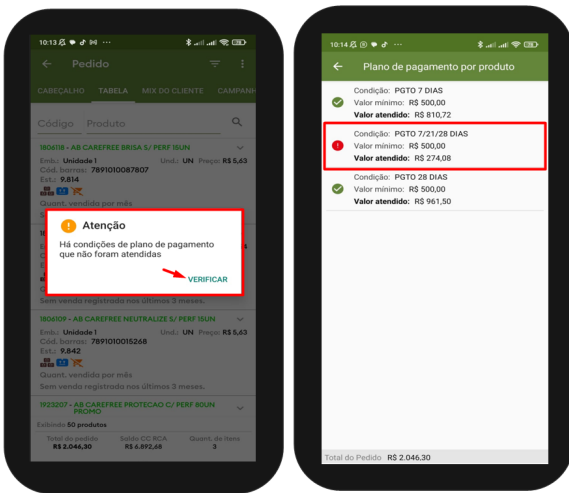 10:13
Pedido
CABEÇALHO TABELA MIX DO CLIENTE CAMPANH
Código Produto
1806118 - AB CAREFREE BRISA S/ PERF 15UN
Emb.: Unidade 1 Und.: UN Preço: R$ 5,63
Cód. barras: 7891010087807
Est.: 9.814
Quant. vendida por mês
Atenção
Há condições de plano de pagamento
que não foram atendidas
VERIFICAR
Sem venda registrada nos últimos 3 meses.
1806109 - AB CAREFREE NEUTRALIZE S/ PERF 15UN
Emb.: Unidade 1 Und.: UN Preço: R$ 5,63
Cód. barras: 7891010015268
Est.: 9.842
Quant. vendida por mês
Sem venda registrada nos últimos 3 meses.
1923207 - AB CAREFREE PROTECAO C/ PERF 80UN
PROMO
Exibindo 50 produtos
Total do pedido Saldo CC RCA Quant. de Itens
R$ 2.046,30 R$ 6.892,68 3
10:14
Plano de pagamento por produto
Condição: PGTO 7 DIAS
Valor mínimo: R$ 500,00
Valor atendido: R$ 810,72
Condição: PGTO 7/21/28 DIAS
Valor mínimo: R$ 500,00
Valor atendido: R$ 274,08
Condição: PGTO 28 DIAS
Valor mínimo: R$ 500,00
Valor atendido: R$ 961,50
Total do Pedido R$ 2.046,30